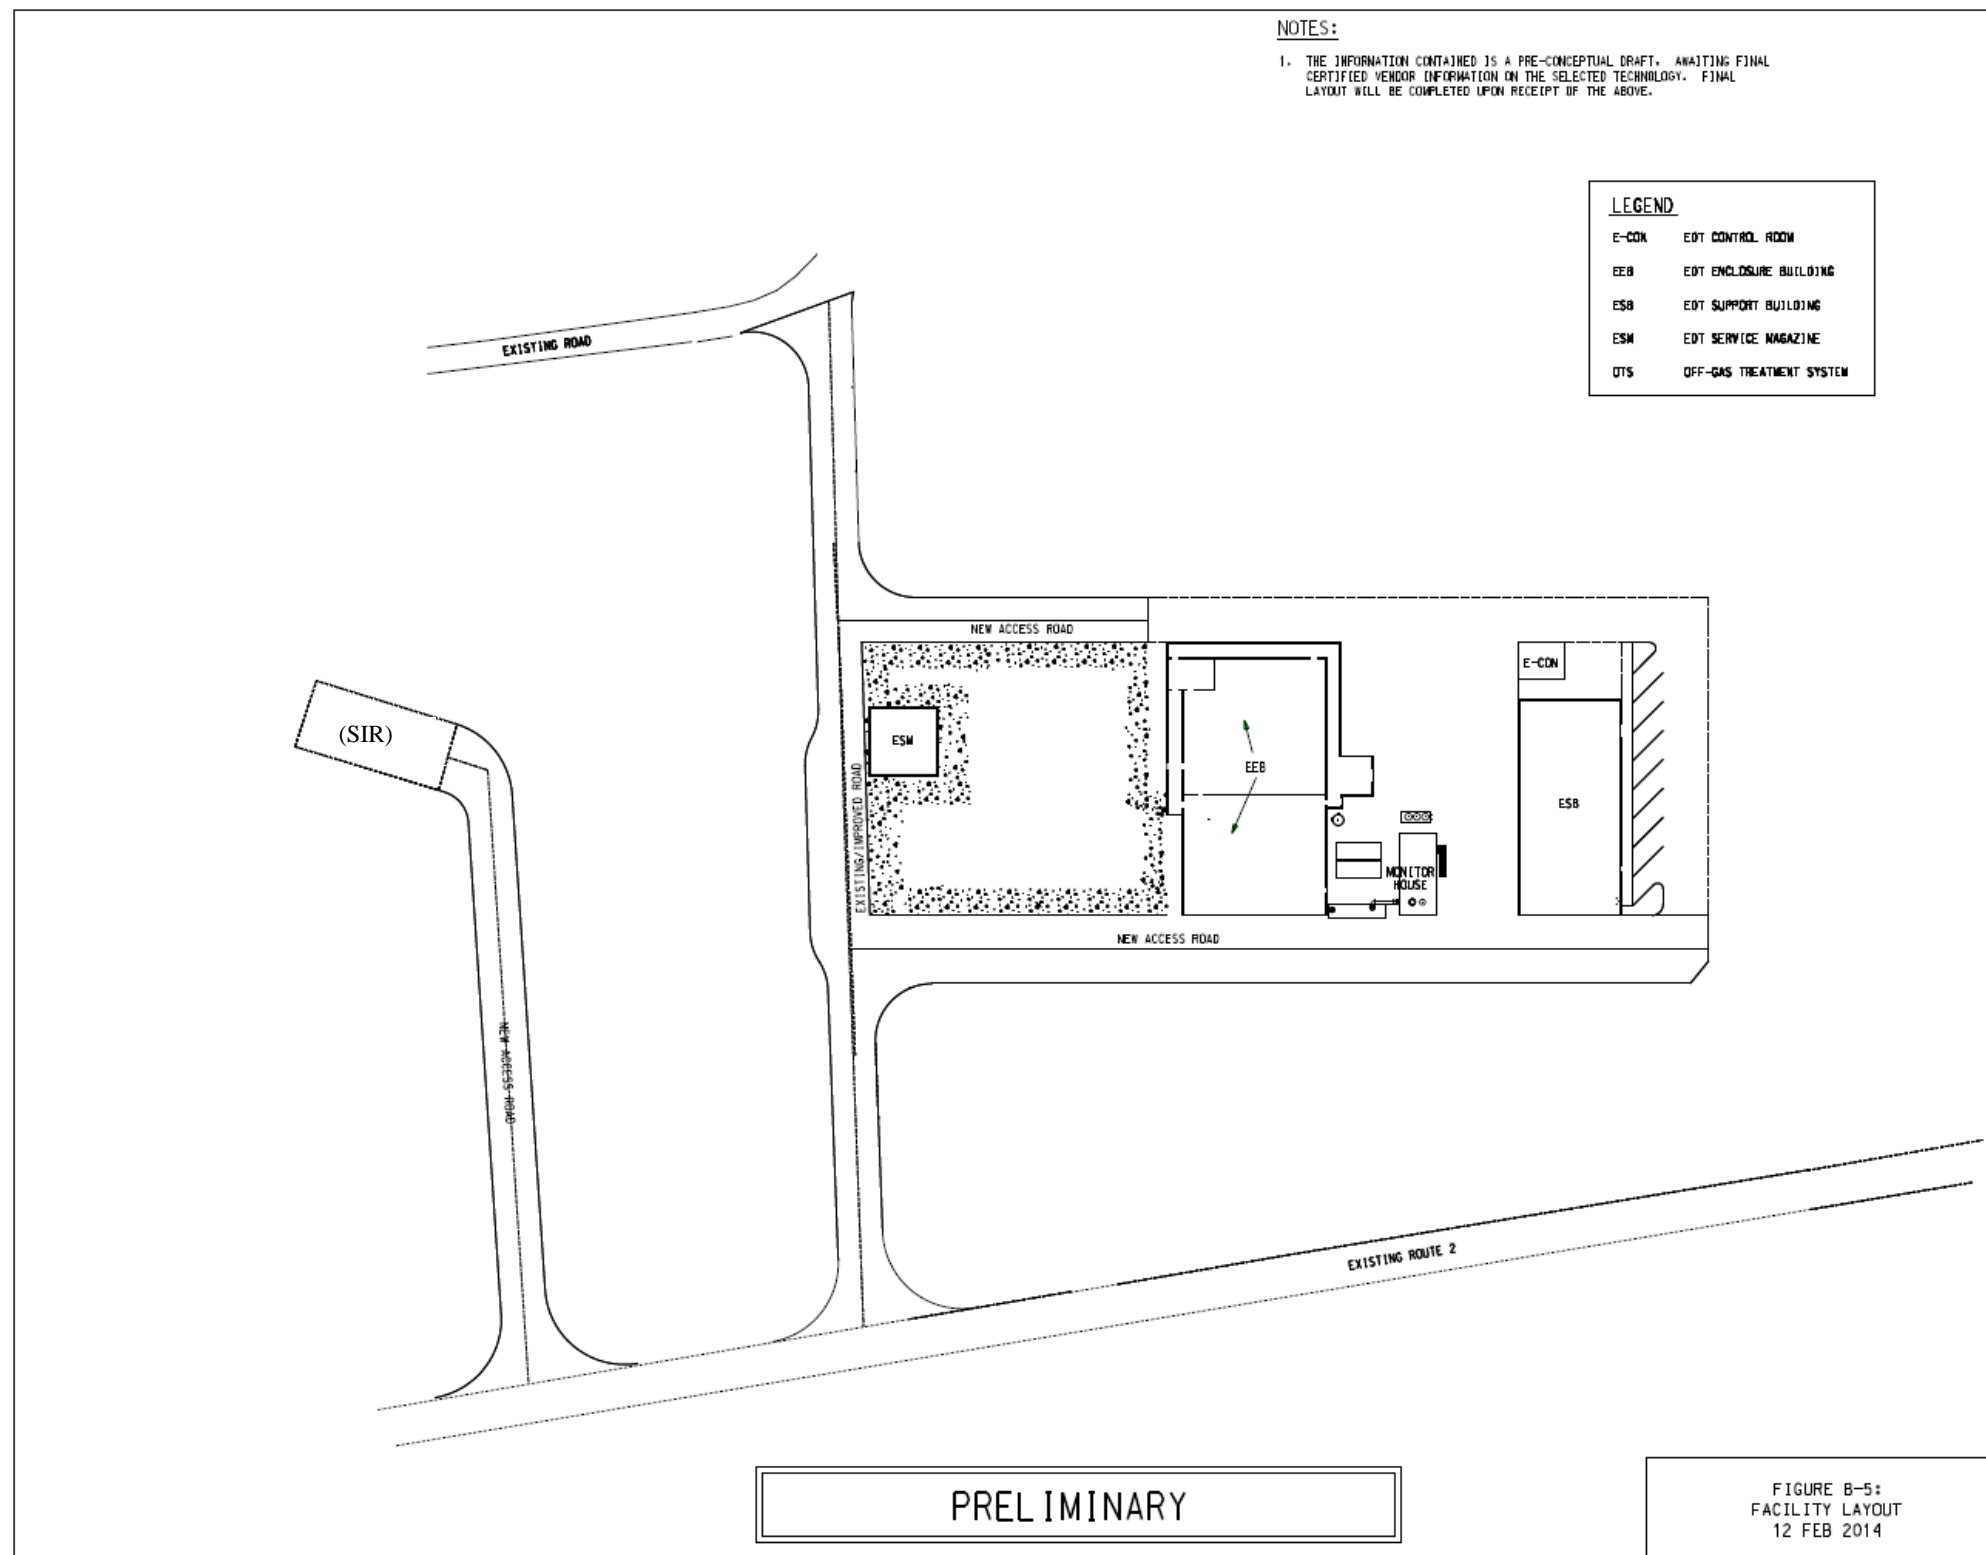 NOTES:
1. THE INFORMATION CONTAINED IS A PRE-CONCEPTUAL DRAFT. AWAITING FINAL
CERTIFIED VENDOR INFORMATION ON THE SELECTED TECHNOLOGY. FINAL
LAYOUT WILL BE COMPLETED UPON RECEIPT OF THE ABOVE.
LEGEND
E-CON EDT CONTROL ROOM
EEB EDT ENCLOSURE BUILDING
ESB EDT SUPPORT BUILDING
ESM EDT SERVICE MAGAZINE
OTS OFF-GAS TREATMENT SYSTEM
EXISTING ROAD
NEW ACCESS ROAD
E-CON
(SIR)
ESM
EEB
ESB
EXISTING/IMPROVED ROAD
MONITOR
HOUSE
NEW ACCESS ROAD
NEW ACCESS ROAD
EXISTING ROUTE 2
PRELIMINARY
FIGURE B-5:
FACILITY LAYOUT
12 FEB 2014